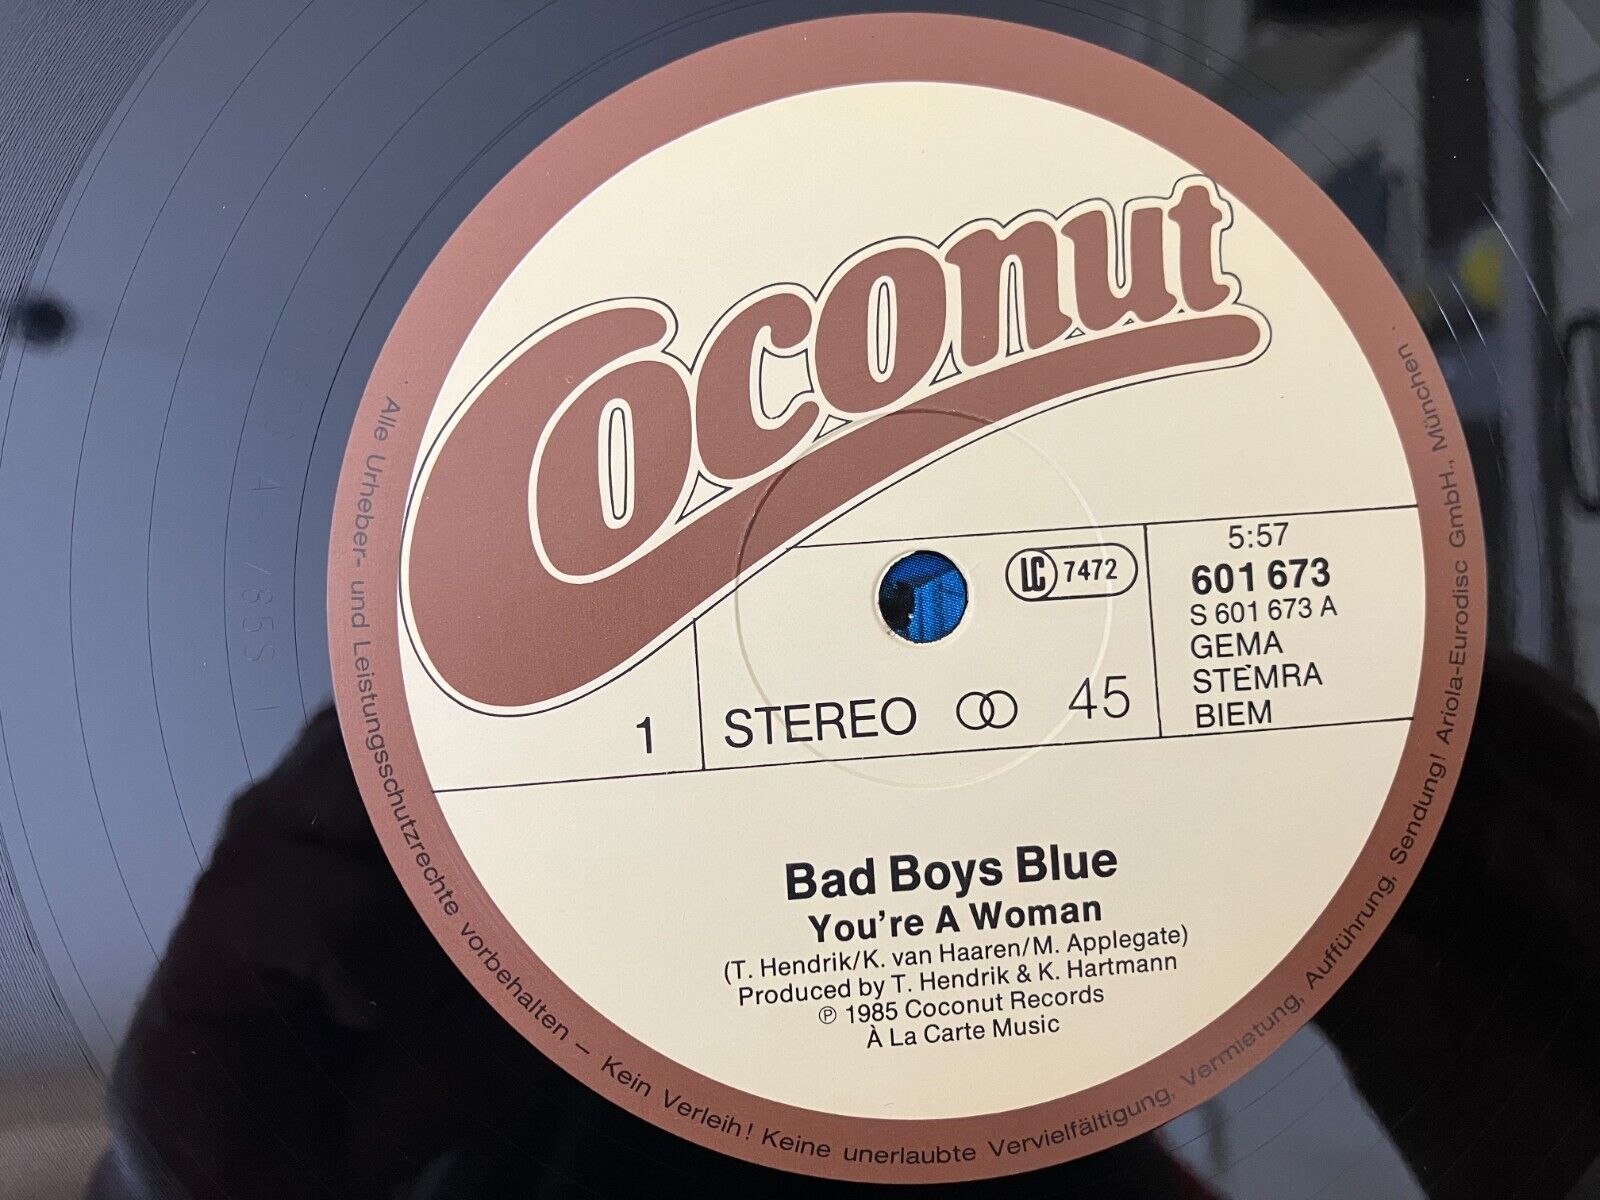 Coconut
LC 7472
5:57
601 673
S 601 673 A
GEMA
STEMRA
BIEM
1
STEREO
45
Bad Boys Blue
You're A Woman
(T. Hendrik/K. van Haaren/M. Applegate)
Produced by T. Hendrik & K. Hartmann
℗ 1985 Coconut Records
À La Carte Music
Alle Urheber- und Leistungsschutzrechte vorbehalten – Kein Verleih! Keine unerlaubte Vervielfältigung, Vermietung, Aufführung, Sendung! Ariola-Eurodisc GmbH., München